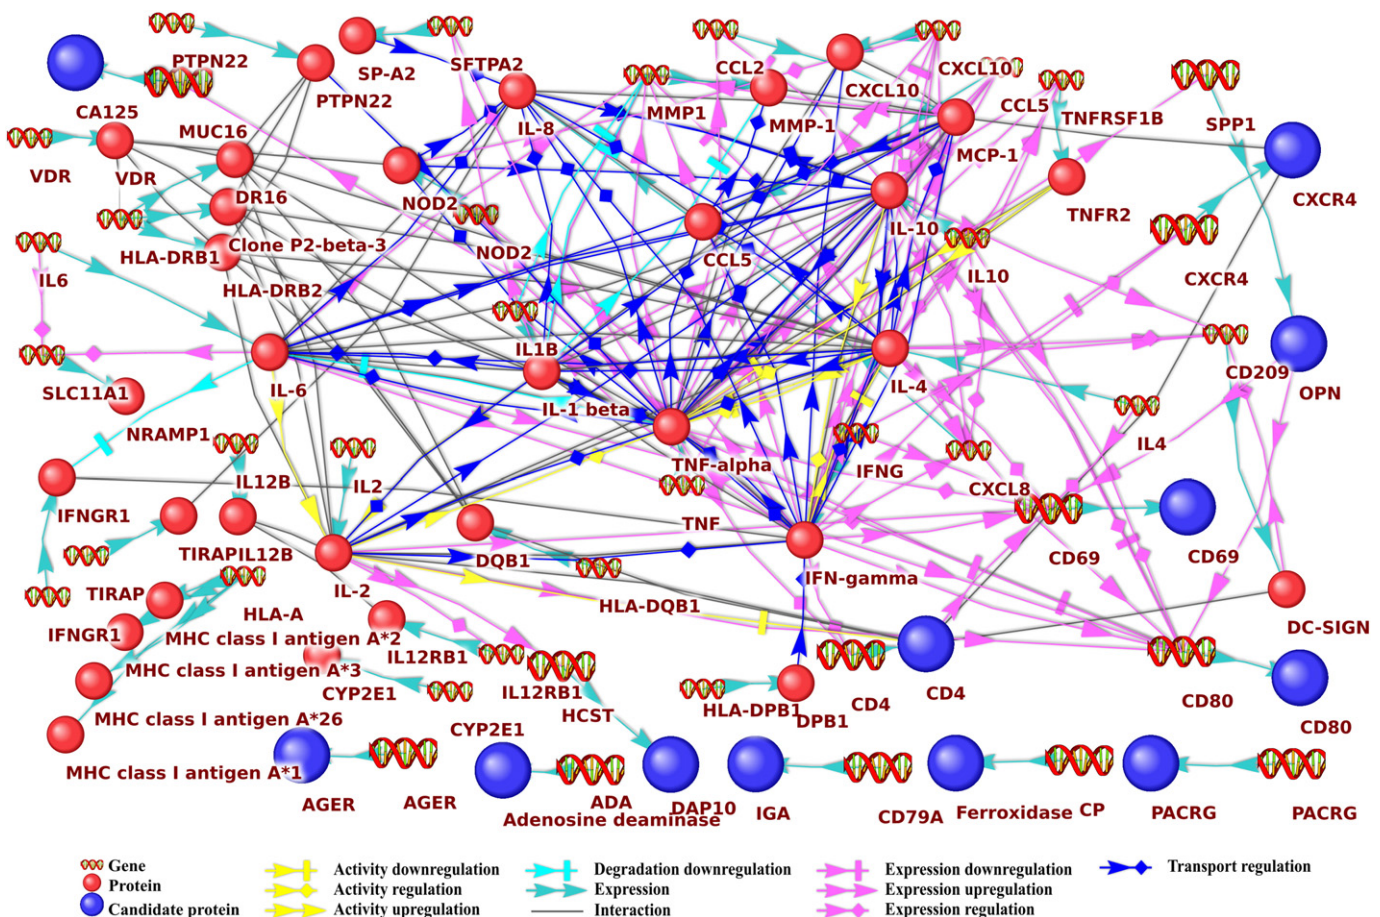 PTPN22
SP-A2
SFTPA2
CCL2
CXCL10
CA125
PTPN22
MMP1
CXCL10
CCL5
TNFRSF1B
SPP1
MUC16
IL-8
MMP-1
MCP-1
VDR
VDR
DR16
NOD2
TNFR2
CXCR4
Clone P2-beta-3
IL-10
HLA-DRB1
NOD2
CCL5
IL10
CXCR4
IL6
HLA-DRB2
IL1B
CD209
SLC11A1
IL-6
IL-4
OPN
IL-1 beta
NRAMP1
IL4
TNF-alpha
IFNG
IL12B
IL2
CXCL8
IFNGR1
TNF
TIRAP
IL12B
DQB1
CD69
CD69
TIRAP
IL-2
IFN-gamma
HLA-A
HLA-DQB1
IFNGR1
MHC class I antigen A*2
DC-SIGN
IL12RB1
MHC class I antigen A*3
CYP2E1
IL12RB1
CD4
CD4
CD80
HLA-DPB1
DPB1
MHC class I antigen A*26
HCST
CYP2E1
CD80
MHC class I antigen A*1
AGER
AGER
ADA
DAP10
IGA
CD79A
Ferroxidase
CP
PACRG
PACRG
Adenosine deaminase
Gene
Activity downregulation
Degradation downregulation
Expression downregulation
Transport regulation
Protein
Activity regulation
Expression
Expression upregulation
Candidate protein
Activity upregulation
Interaction
Expression regulation